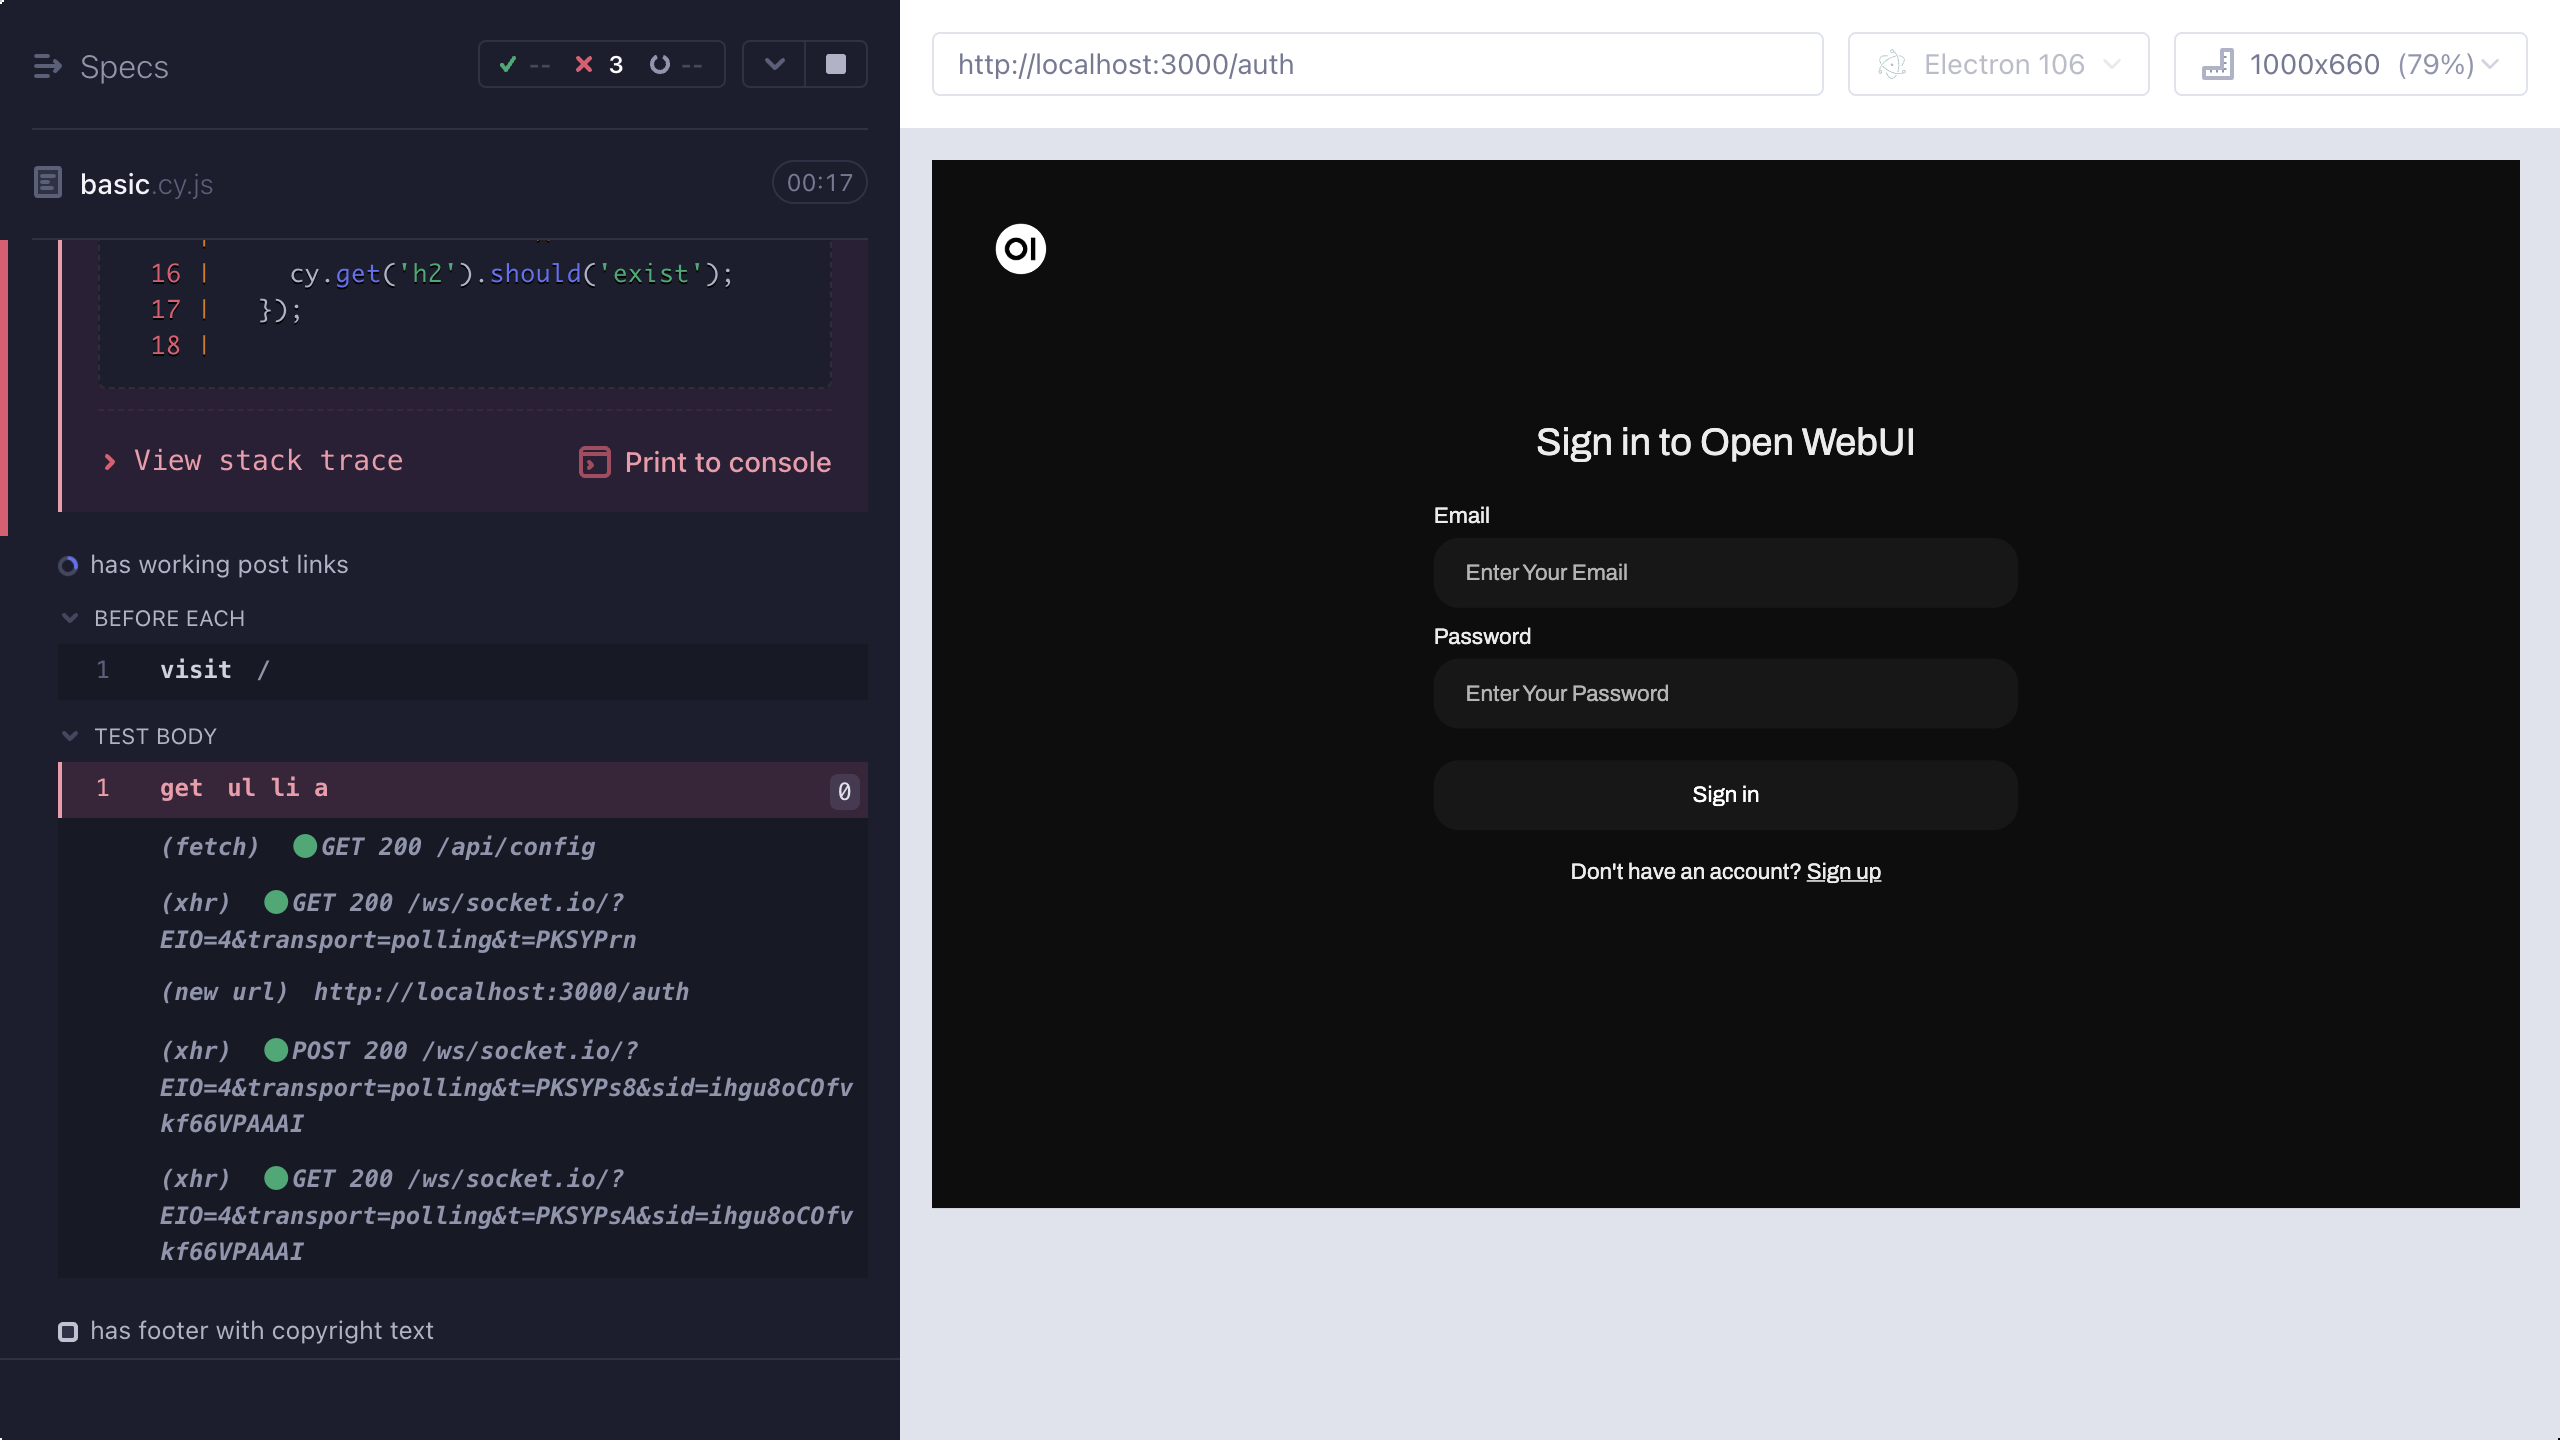 Specs
-- 3 --
basic.cy.js
00:17
16 | cy.get('h2').should('exist');
17 | });
18 |
View stack trace
Print to console
has working post links
BEFORE EACH
1 visit /
TEST BODY
1 get ul li a 0
(fetch) GET 200 /api/config
(xhr) GET 200 /ws/socket.io/?
EIO=4&transport=polling&t=PKSYPrn
(new url) http://localhost:3000/auth
(xhr) POST 200 /ws/socket.io/?
EIO=4&transport=polling&t=PKSYPs8&sid=ihgu8oCOfv
kf66VPAAAI
(xhr) GET 200 /ws/socket.io/?
EIO=4&transport=polling&t=PKSYPsA&sid=ihgu8oCOfv
kf66VPAAAI
has footer with copyright text
http://localhost:3000/auth
Electron 106
1000x660 (79%)
OI
Sign in to Open WebUI
Email
Enter Your Email
Password
Enter Your Password
Sign in
Don't have an account? Sign up